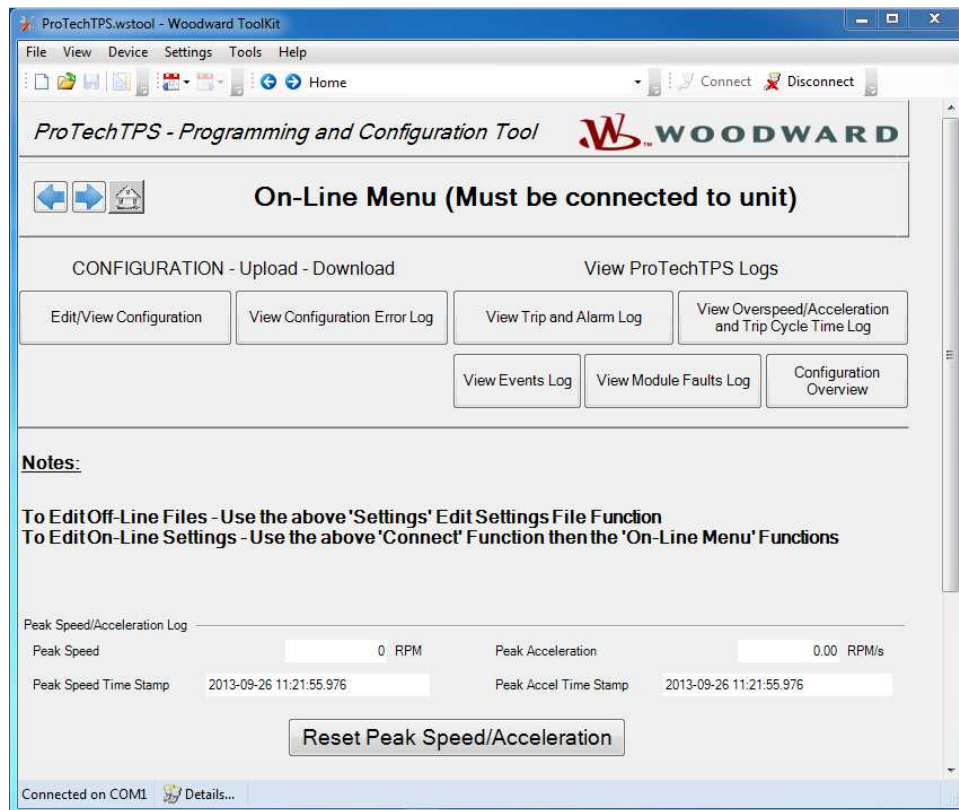 ProTechTPS.wstool - Woodward ToolKit
File View Device Settings Tools Help
Home Connect Disconnect
ProTechTPS - Programming and Configuration Tool WOODWARD
On-Line Menu (Must be connected to unit)
CONFIGURATION - Upload - Download View ProTechTPS Logs
Edit/View Configuration View Configuration Error Log View Trip and Alarm Log View Overspeed/Acceleration
and Trip Cycle Time Log
View Events Log View Module Faults Log Configuration
Overview
Notes:
To Edit Off-Line Files - Use the above 'Settings' Edit Settings File Function
To Edit On-Line Settings - Use the above 'Connect' Function then the 'On-Line Menu' Functions
Peak Speed/Acceleration Log
Peak Speed 0 RPM Peak Acceleration 0.00 RPM/s
Peak Speed Time Stamp 2013-09-26 11:21:55.976 Peak Accel Time Stamp 2013-09-26 11:21:55.976
Reset Peak Speed/Acceleration
Connected on COM1 Details...